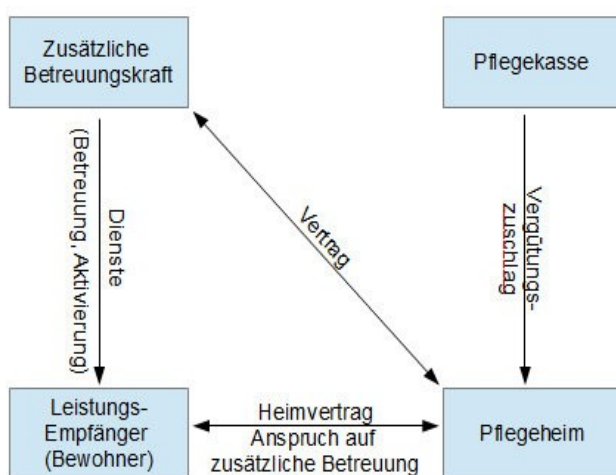 Zusätzliche
Betreuungskraft
Pflegekasse
Dienste
(Betreuung, Aktivierung)
Vertrag
Vergütungs-
zuschlag
Leistungs-
Empfänger
(Bewohner)
Heimvertrag
Anspruch auf
zusätzliche Betreuung
Pflegeheim